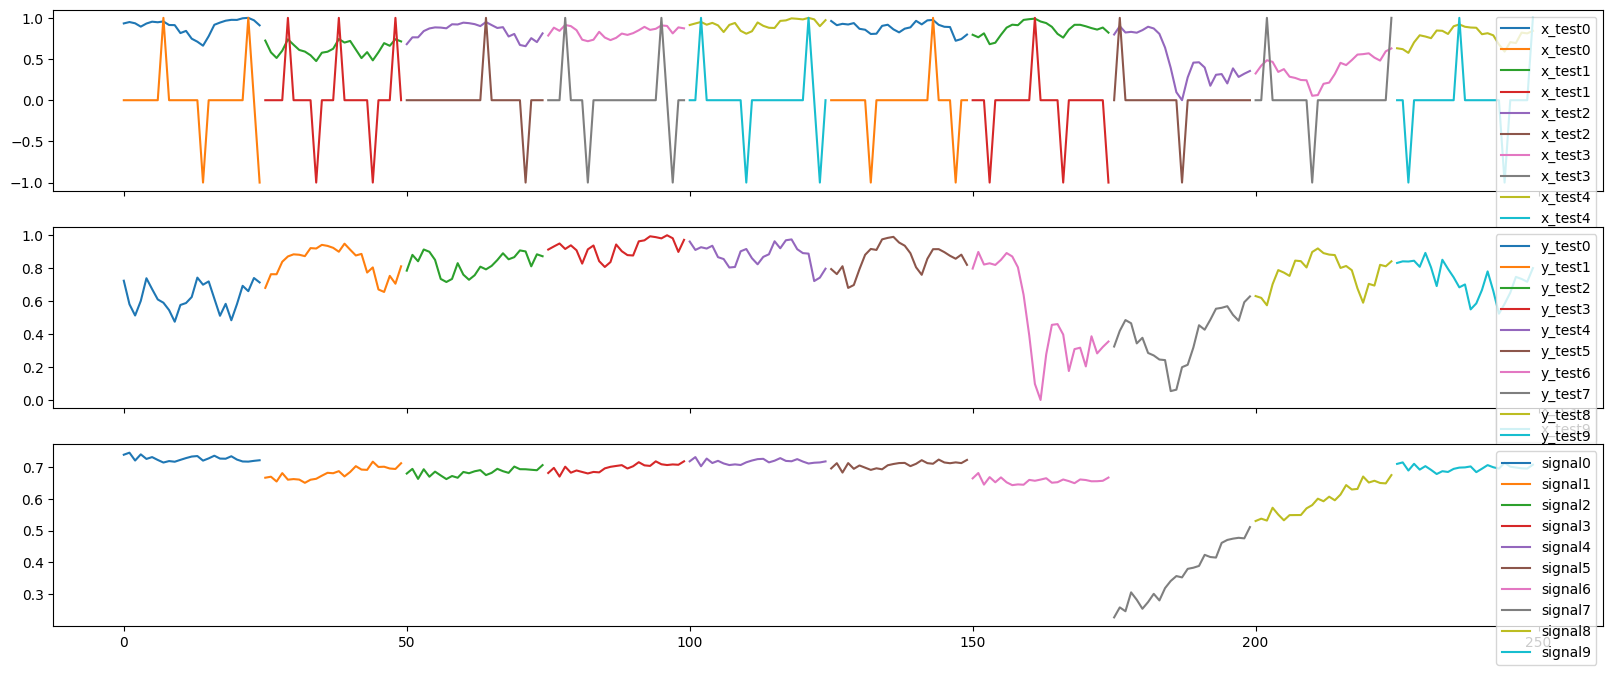 1.0
0.5
0.0
−0.5
−1.0
x_test0
x_test0
x_test1
x_test1
x_test2
x_test2
x_test3
x_test3
x_test4
x_test4
1.0
0.8
0.6
0.4
0.2
0.0
y_test0
y_test1
y_test2
y_test3
y_test4
y_test5
y_test6
y_test7
y_test8
y_test9
0.7
0.6
0.5
0.4
0.3
signal0
signal1
signal2
signal3
signal4
signal5
signal6
signal7
signal8
signal9
0
50
100
150
200
250